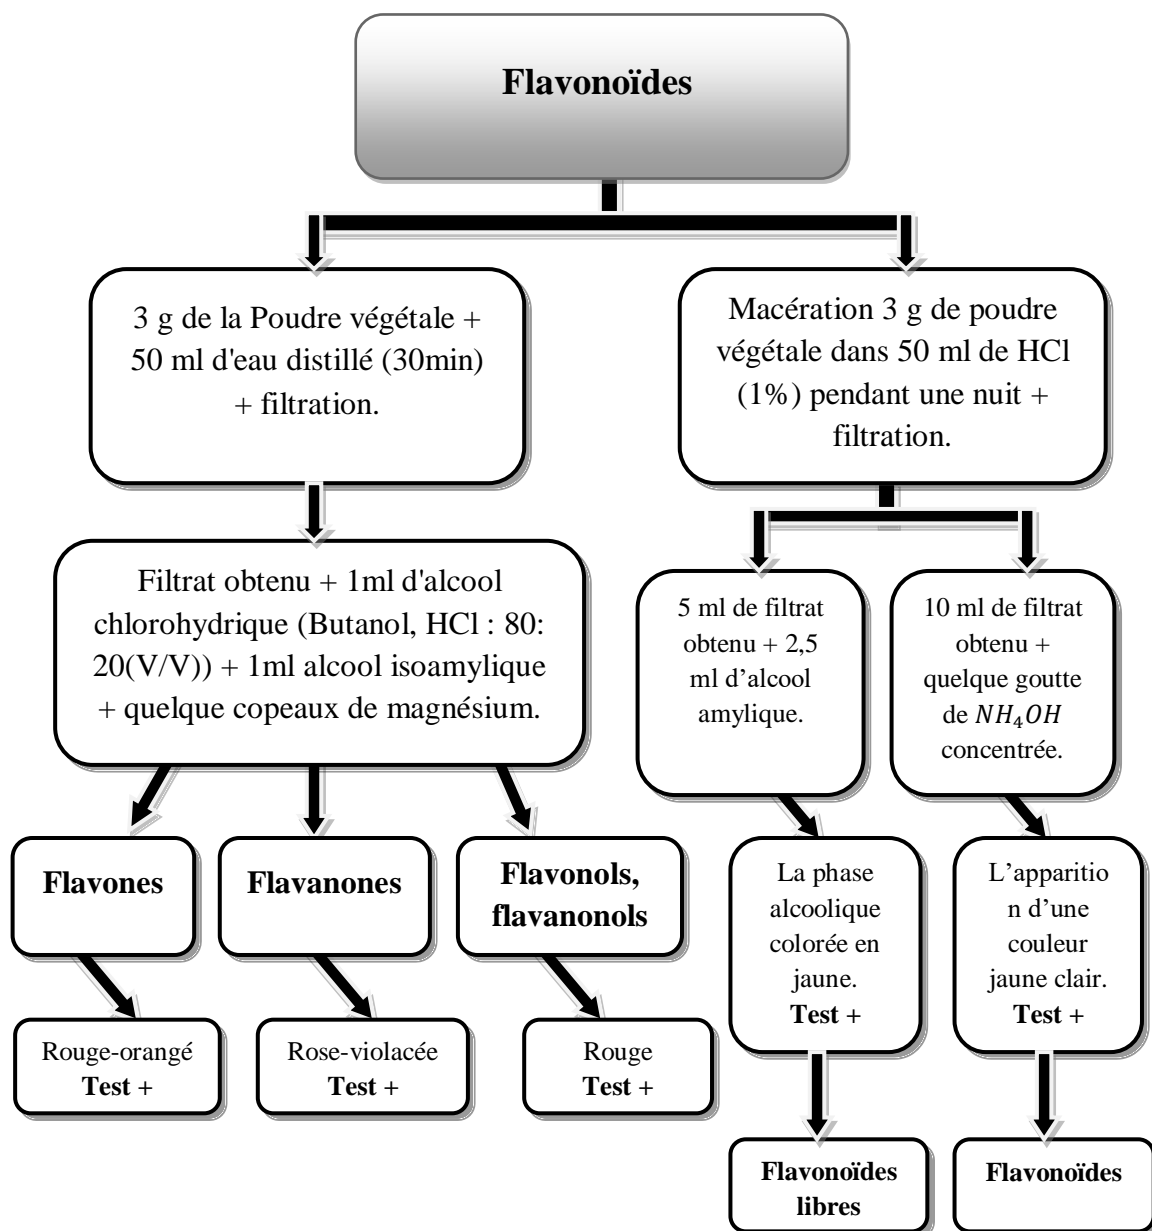 Flavonoïdes
3 g de la Poudre végétale +
50 ml d'eau distillé (30min)
+ filtration.
Macération 3 g de poudre
végétale dans 50 ml de HCl
(1%) pendant une nuit +
filtration.
Filtrat obtenu + 1ml d'alcool
chlorohydrique (Butanol, HCl : 80:
20(V/V)) + 1ml alcool isoamylique
+ quelque copeaux de magnésium.
5 ml de filtrat
obtenu + 2,5
ml d’alcool
amylique.
10 ml de filtrat
obtenu +
quelque goutte
de NH₄OH
concentrée.
Flavones
Flavanones
Flavonols,
flavanonols
La phase
alcoolique
colorée en
jaune.
Test +
L’apparitio
n d’une
couleur
jaune clair.
Test +
Rouge-orangé
Test +
Rose-violacée
Test +
Rouge
Test +
Flavonoïdes
libres
Flavonoïdes